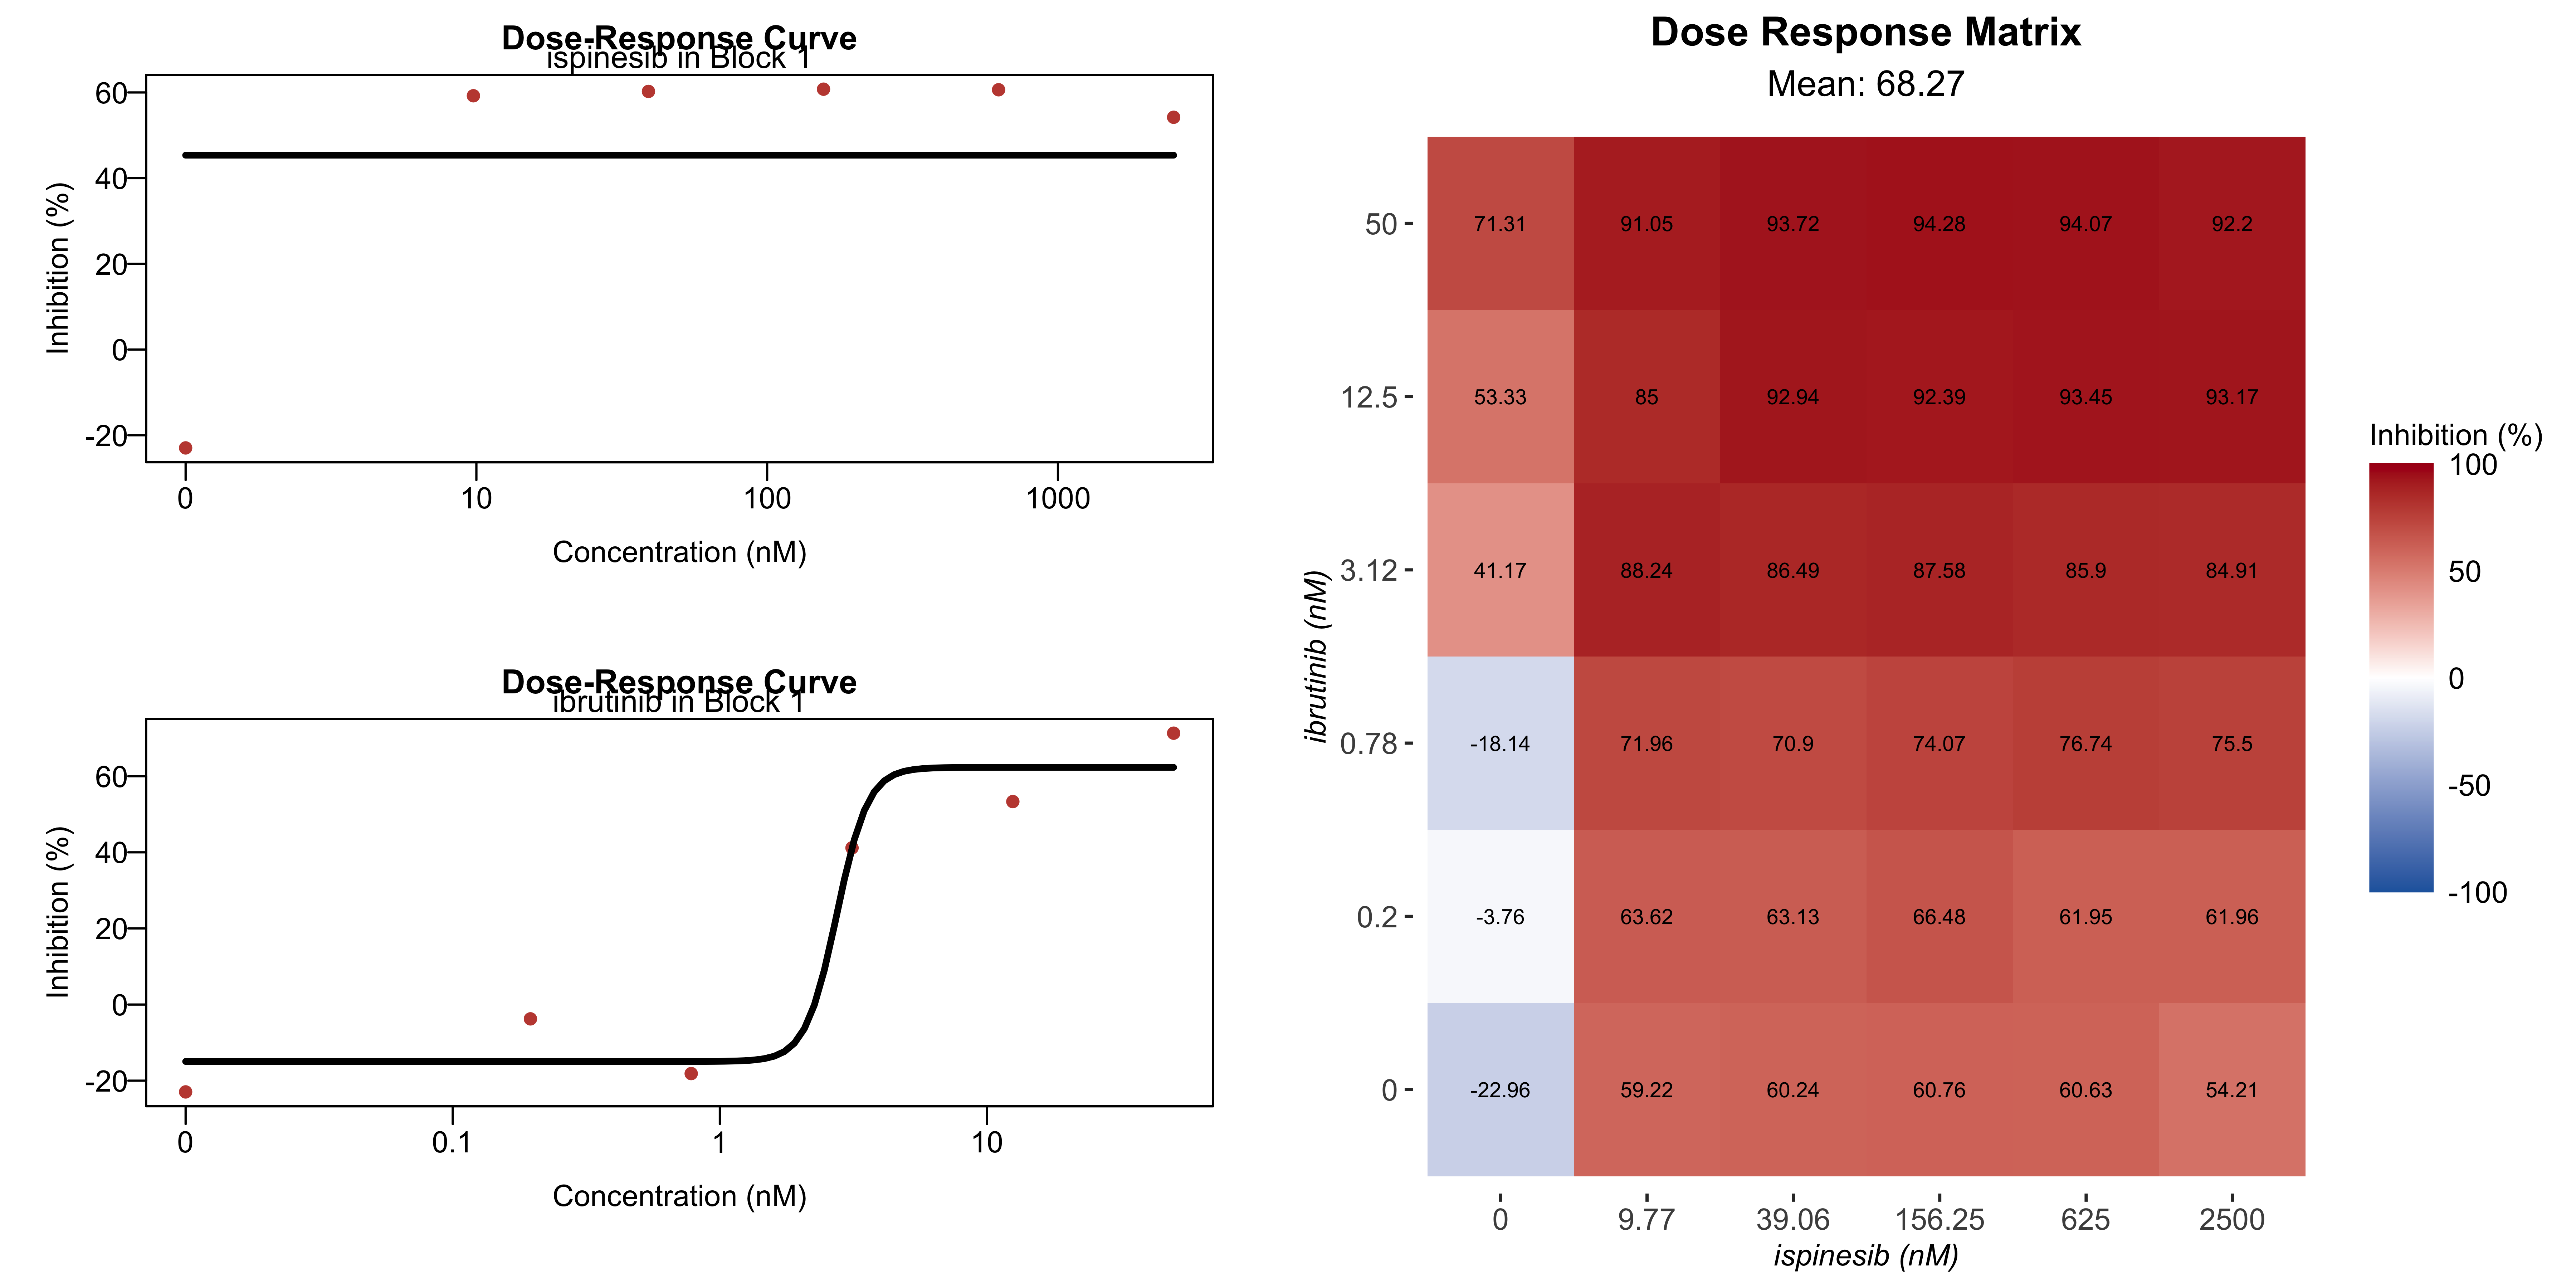 Dose-Response Curve
ispinesib in Block 1
Inhibition (%)
60
40
20
0
-20
0 10 100 1000
Concentration (nM)
Dose-Response Curve
ibrutinib in Block 1
Inhibition (%)
60
40
20
0
-20
0 0.1 1 10
Concentration (nM)
Dose Response Matrix
Mean: 68.27
ibrutinib (nM)
50 71.31 91.05 93.72 94.28 94.07 92.2
12.5 53.33 85 92.94 92.39 93.45 93.17
3.12 41.17 88.24 86.49 87.58 85.9 84.91
0.78 -18.14 71.96 70.9 74.07 76.74 75.5
0.2 -3.76 63.62 63.13 66.48 61.95 61.96
0 -22.96 59.22 60.24 60.76 60.63 54.21
0 9.77 39.06 156.25 625 2500
ispinesib (nM)
Inhibition (%)
100
50
0
-50
-100